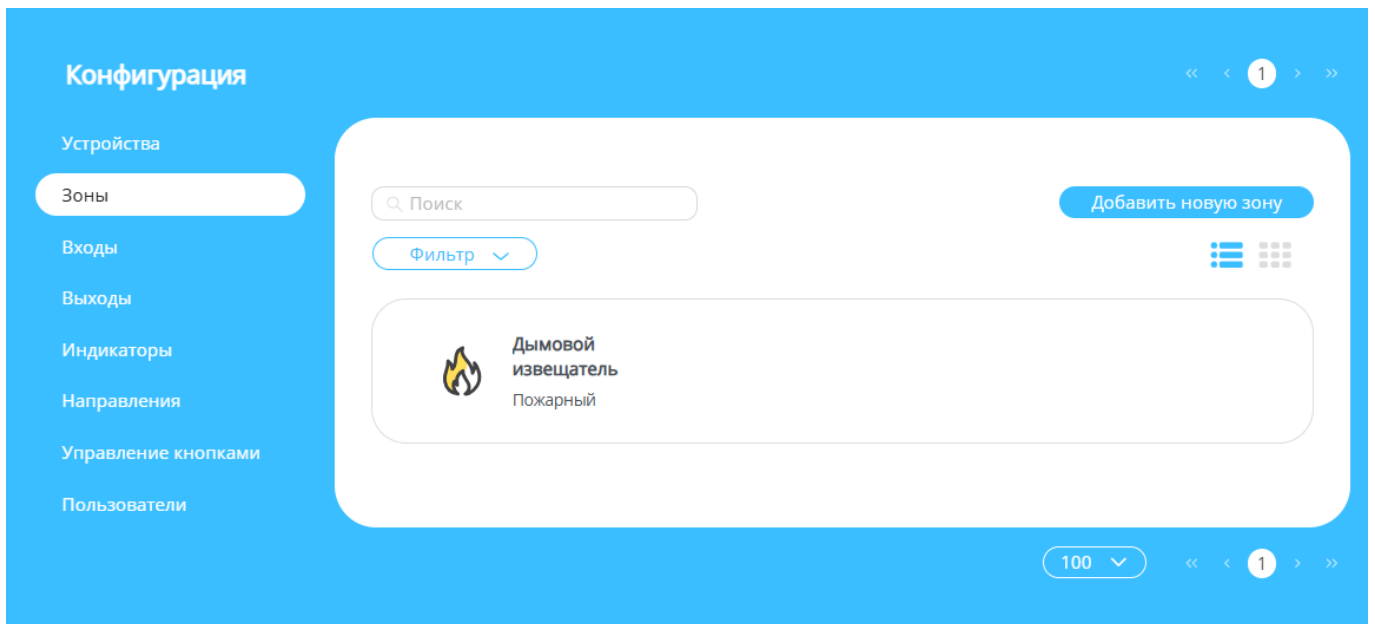 Конфигурация
« ‹ 1 › »
Устройства
Зоны
Входы
Выходы
Индикаторы
Направления
Управление кнопками
Пользователи
Поиск
Добавить новую зону
Фильтр
Дымовой
извещатель
Пожарный
100
« ‹ 1 › »